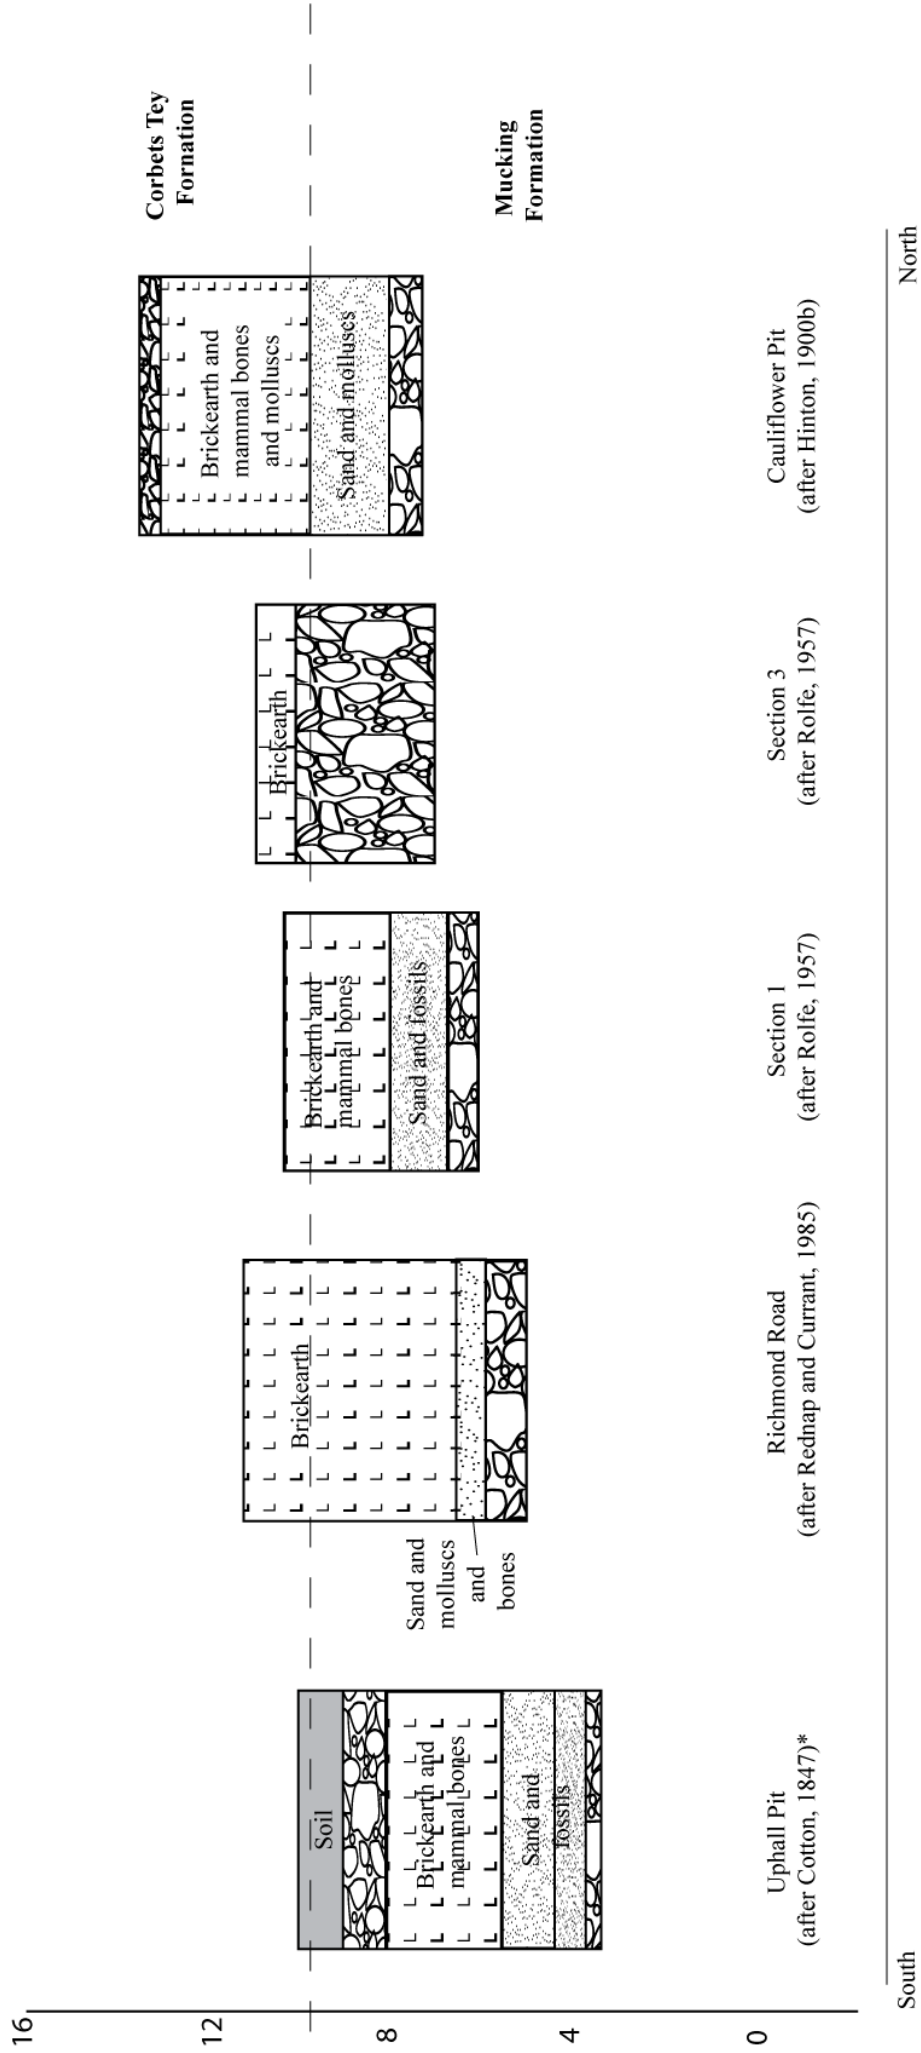 16
12
8
4
0
Corbets Tey
Fornation
Mucking
Formation
Soil
Brickearth and
mammal bones
Sand and
fossils
Brickearth
Sand and
molluscs
and
bones
Brickearth and
mammal bones
Sand and fossils
Brickearth
Brickearth and
mammal bones
and molluscs
Sand and molluscs
Uphall Pit
(after Cotton, 1847)*
Richmond Road
(after Rednap and Currant, 1985)
Section 1
(after Rolfe, 1957)
Section 3
(after Rolfe, 1957)
Cauliflower Pit
(after Hinton, 1900b)
South
North